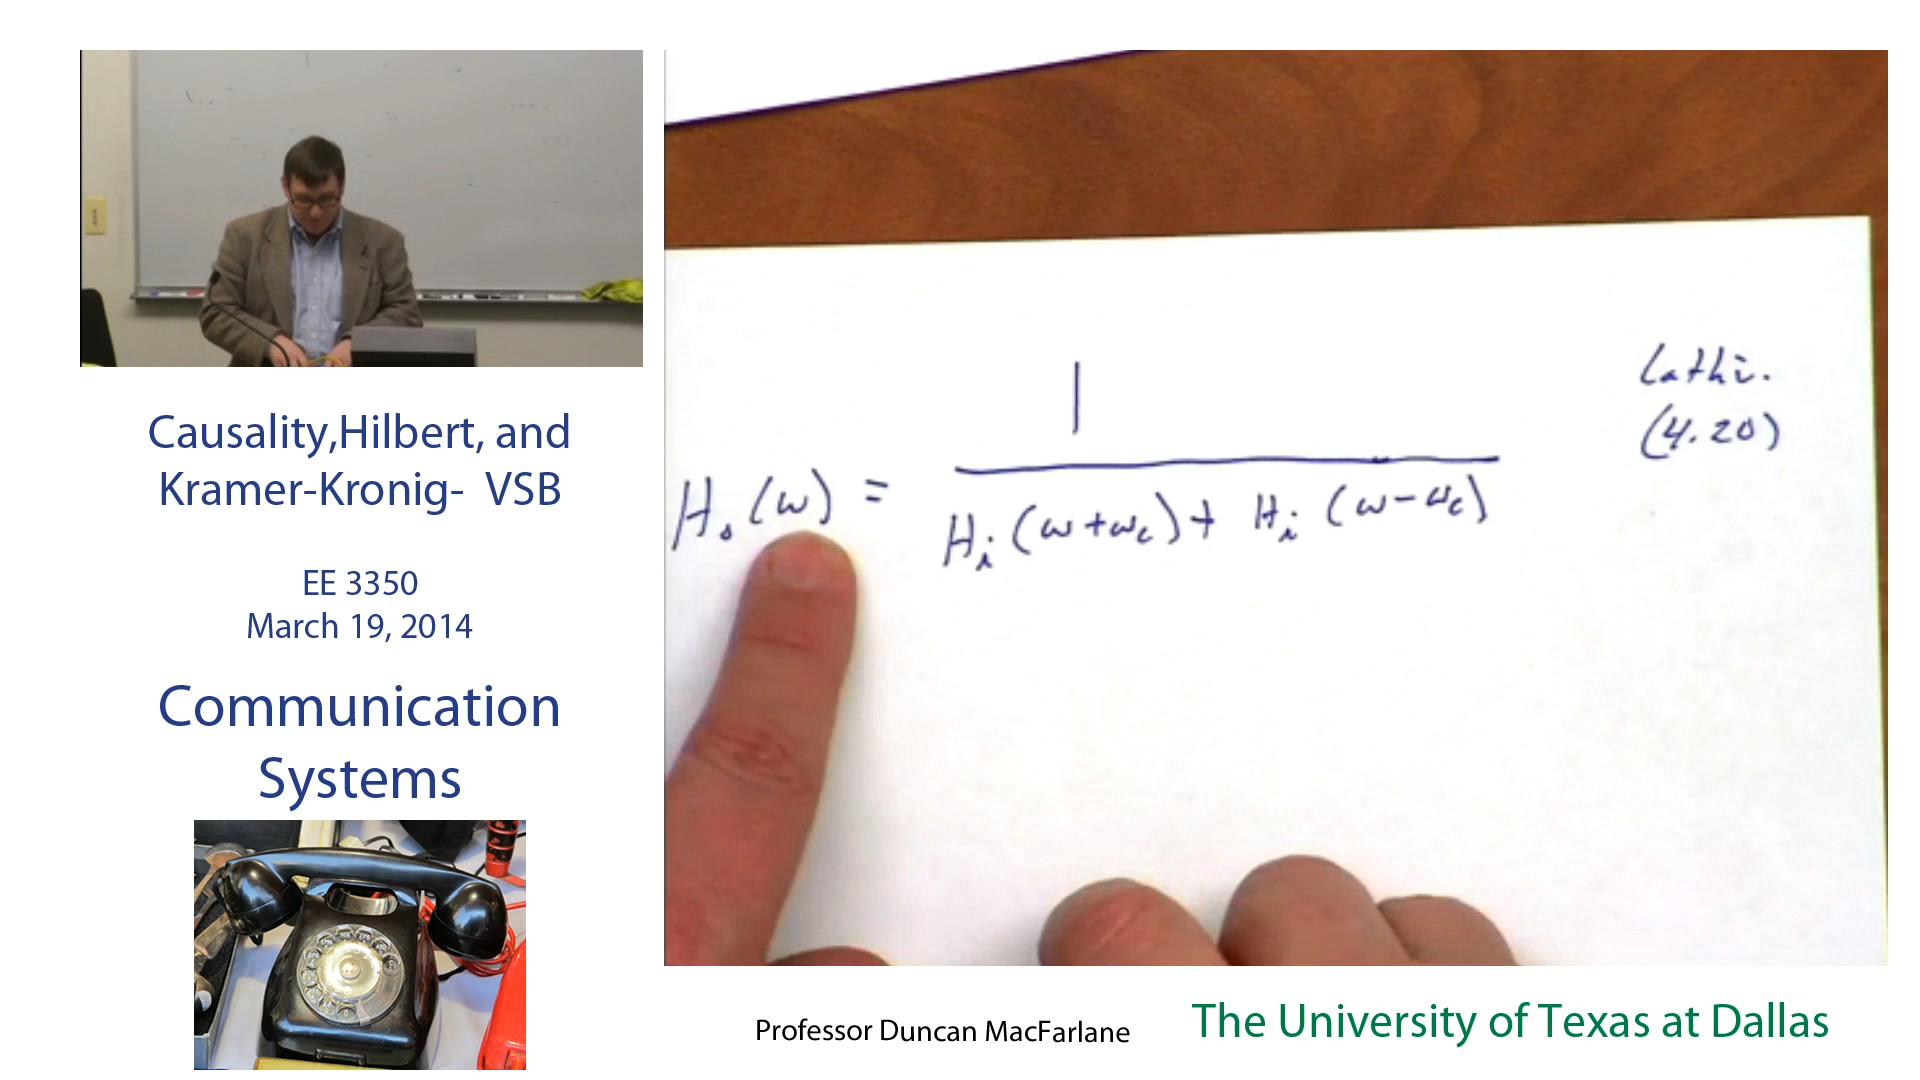 Causality,Hilbert, and
Kramer-Kronig- VSB
EE 3350
March 19, 2014
Communication
Systems
Lathi.
(4.20)
1
H₀(ω) =
Hᵢ(ω+ω꜀)+ Hᵢ(ω-ω꜀)
Professor Duncan MacFarlane
The University of Texas at Dallas